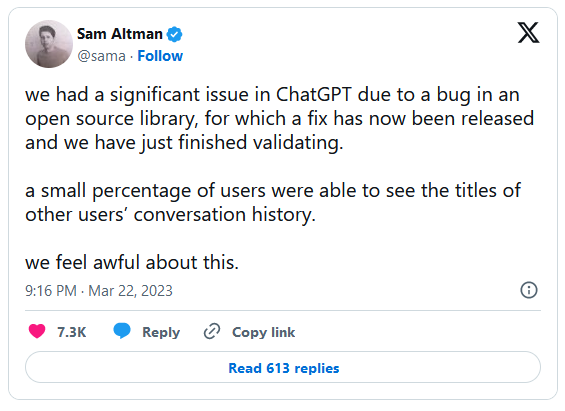 Sam Altman
@sama · Follow
we had a significant issue in ChatGPT due to a bug in an
open source library, for which a fix has now been released
and we have just finished validating.
a small percentage of users were able to see the titles of
other users’ conversation history.
we feel awful about this.
9:16 PM · Mar 22, 2023
7.3K Reply Copy link
Read 613 replies